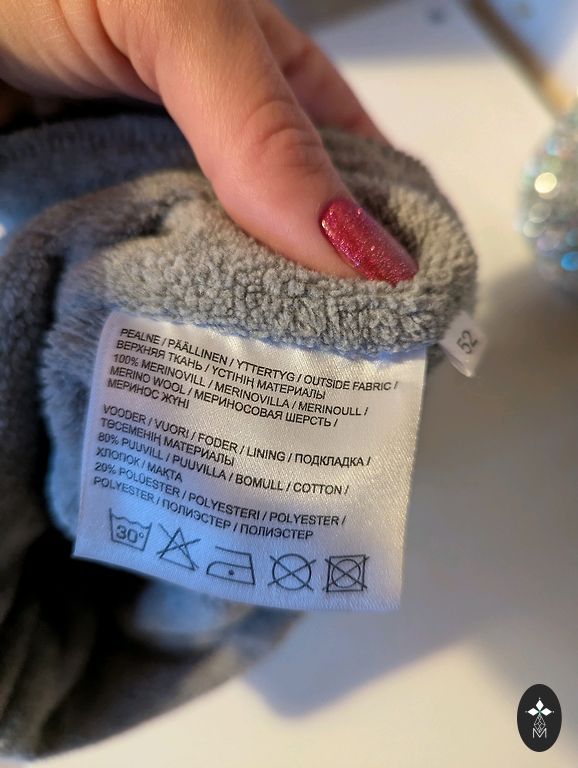 PEALNE / PÄÄLLINEN / YTTERTYG / OUTSIDE FABRIC /
ВЕРХНЯЯ ТКАНЬ / ҮСТІҢІҢ МАТЕРИАЛЫ
100% MERINOVILL / MERINOVILLA / MERINOULL /
MERINO WOOL / МЕРИНОСОВАЯ ШЕРСТЬ /
МЕРИНОС ЖҮНІ
VOODER / VUORI / FODER / LINING / ПОДКЛАДКА /
ТӨСЕМЕНІҢ МАТЕРИАЛЫ
80% PUUVILL / PUUVILLA / BOMULL / COTTON /
ХЛОПОК / МАКТА
20% POLÜESTER / POLYESTERI / POLYESTER /
POLYESTER / ПОЛИЭСТЕР / ПОЛИЭСТЕР
30°
52
M